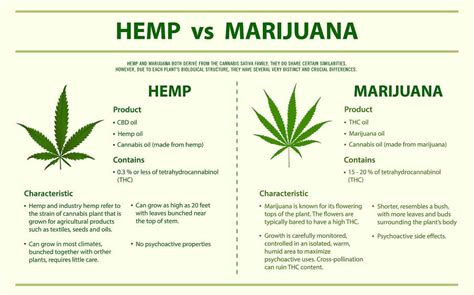 HEMP vs MARIJUANA
HEMP AND MARIJUANA BOTH DERIVE FROM THE CANNABIS SATIVA FAMILY, THEY DO SHARE CERTAIN SIMILARITIES,
HOWEVER, DUE TO EACH PLANT'S BIOLOGICAL STRUCTURE, THEY HAVE SEVERAL VERY DISTINCT AND CRUCIAL DIFFERENCES.
HEMP
Product
• CBD oil
• Hemp oil
• Cannabis oil (made from hemp)
Contains
• 0.3 % or less of tetrahydrocannabinol
(THC)
Characteristic
• Hemp and industry hemp refer to
the strain of cannabis plant that is
grown for agricultural products
such as textiles, seeds and oils.
• Can grow in most climates,
bunched together with orther
plants, requires little care.
• Can grow as high as 20 feet
with leaves bunched near
the top of stem.
• No psychoactive properties
MARIJUANA
Product
• THC oil
• Marijuana oil
• Cannabis oil (made from marijuana)
Contains
• 15 - 20 % of tetrahydrocannabinol
(THC)
Characteristic
• Marijuana is known for its flowering
tops of the plant. The flowers are
typically bared to have a high THC.
• Growth is carefully monitored,
controlled in an isolated, warm,
humid area to maximize
psychoactive uses. Cross-pollination
can ruin THC content.
• Shorter, resembles a bush,
with more leaves and buds
surrounding the plant's body
• Psychoactive side effects.